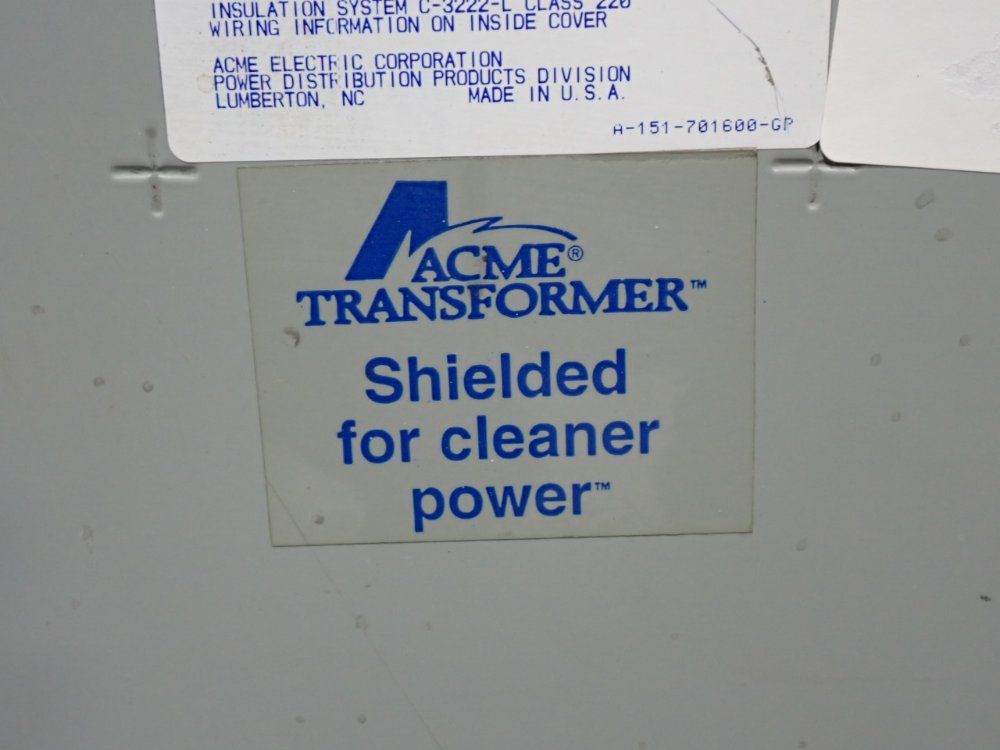 INSULATION SYSTEM C-3222-L CLASS 220
WIRING INFORMATION ON INSIDE COVER
ACME ELECTRIC CORPORATION
POWER DISTRIBUTION PRODUCTS DIVISION
LUMBERTON, NC MADE IN U.S.A.
A-151-701600-GP
ACME®
TRANSFORMER™
Shielded
for cleaner
power™